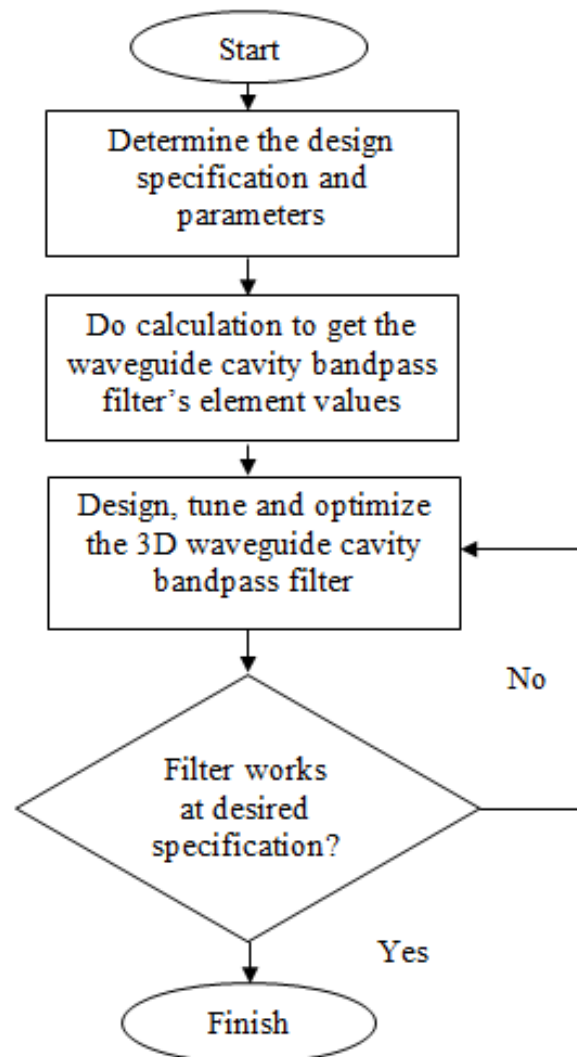 Start
Determine the design
specification and
parameters
Do calculation to get the
waveguide cavity bandpass
filter’s element values
Design, tune and optimize
the 3D waveguide cavity
bandpass filter
No
Filter works
at desired
specification?
Yes
Finish